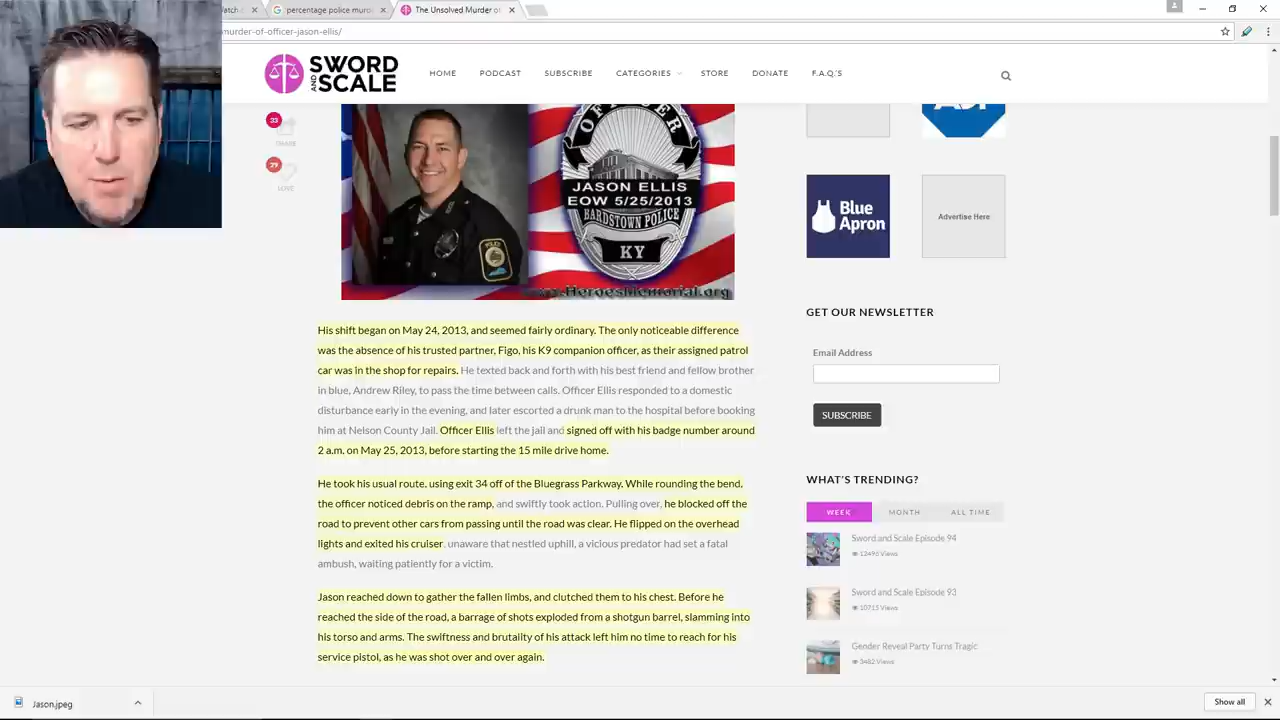 percentage police murde
The Unsolved Murder of
murder-of-officer-jason-ellis/
SWORD AND SCALE
HOME PODCAST SUBSCRIBE CATEGORIES STORE DONATE F.A.Q.'S
33
SHARE
29
LOVE
OFFICER
JASON ELLIS
EOW 5/25/2013
BARDSTOWN POLICE
KY
www.HeroesMemorial.org
Blue Apron
Advertise Here
His shift began on May 24, 2013, and seemed fairly ordinary. The only noticeable difference
was the absence of his trusted partner, Figo, his K9 companion officer, as their assigned patrol
car was in the shop for repairs. He texted back and forth with his best friend and fellow brother
in blue, Andrew Riley, to pass the time between calls. Officer Ellis responded to a domestic
disturbance early in the evening, and later escorted a drunk man to the hospital before booking
him at Nelson County Jail. Officer Ellis left the jail and signed off with his badge number around
2 a.m. on May 25, 2013, before starting the 15 mile drive home.
He took his usual route, using exit 34 off of the Bluegrass Parkway. While rounding the bend,
the officer noticed debris on the ramp, and swiftly took action. Pulling over, he blocked off the
road to prevent other cars from passing until the road was clear. He flipped on the overhead
lights and exited his cruiser, unaware that nestled uphill, a vicious predator had set a fatal
ambush, waiting patiently for a victim.
Jason reached down to gather the fallen limbs, and clutched them to his chest. Before he
reached the side of the road, a barrage of shots exploded from a shotgun barrel, slamming into
his torso and arms. The swiftness and brutality of his attack left him no time to reach for his
service pistol, as he was shot over and over again.
GET OUR NEWSLETTER
Email Address
SUBSCRIBE
WHAT'S TRENDING?
WEEK MONTH ALL TIME
Sword and Scale Episode 94
12496 Views
Sword and Scale Episode 93
10715 Views
Gender Reveal Party Turns Tragic
3482 Views
Jason.jpeg
Show all